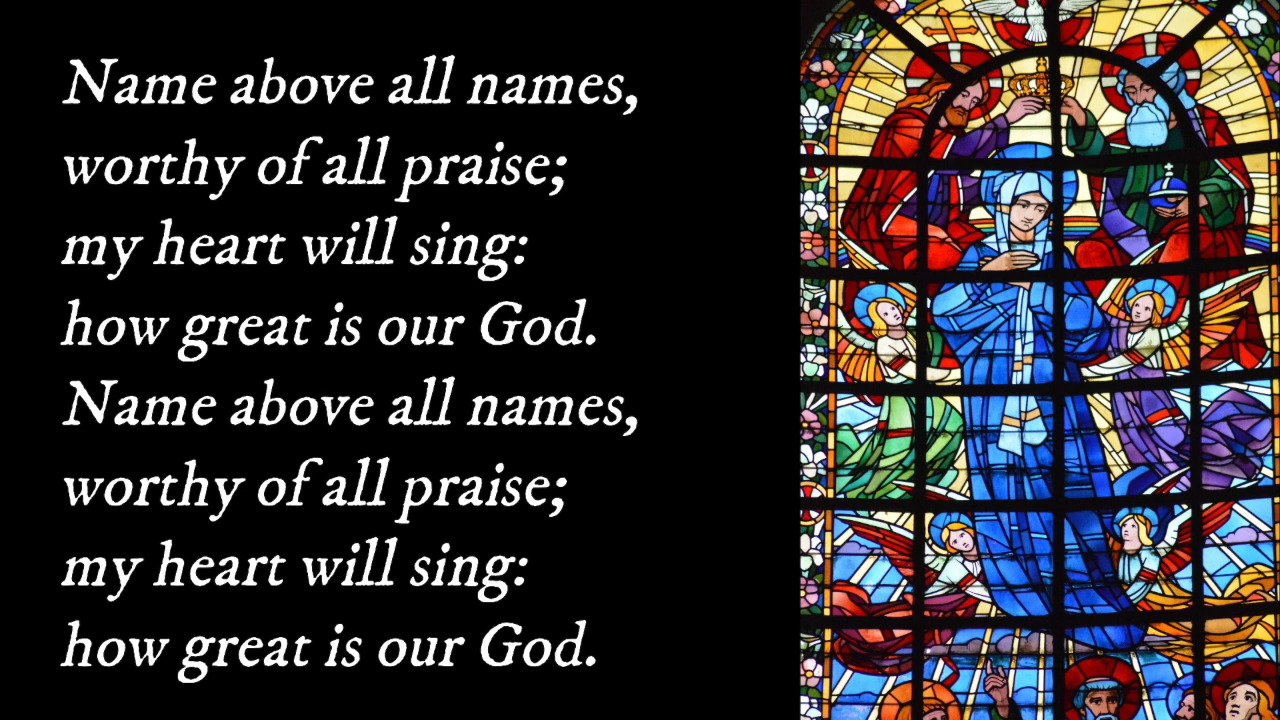 Name above all names,
worthy of all praise;
my heart will sing:
how great is our God.
Name above all names,
worthy of all praise;
my heart will sing:
how great is our God.